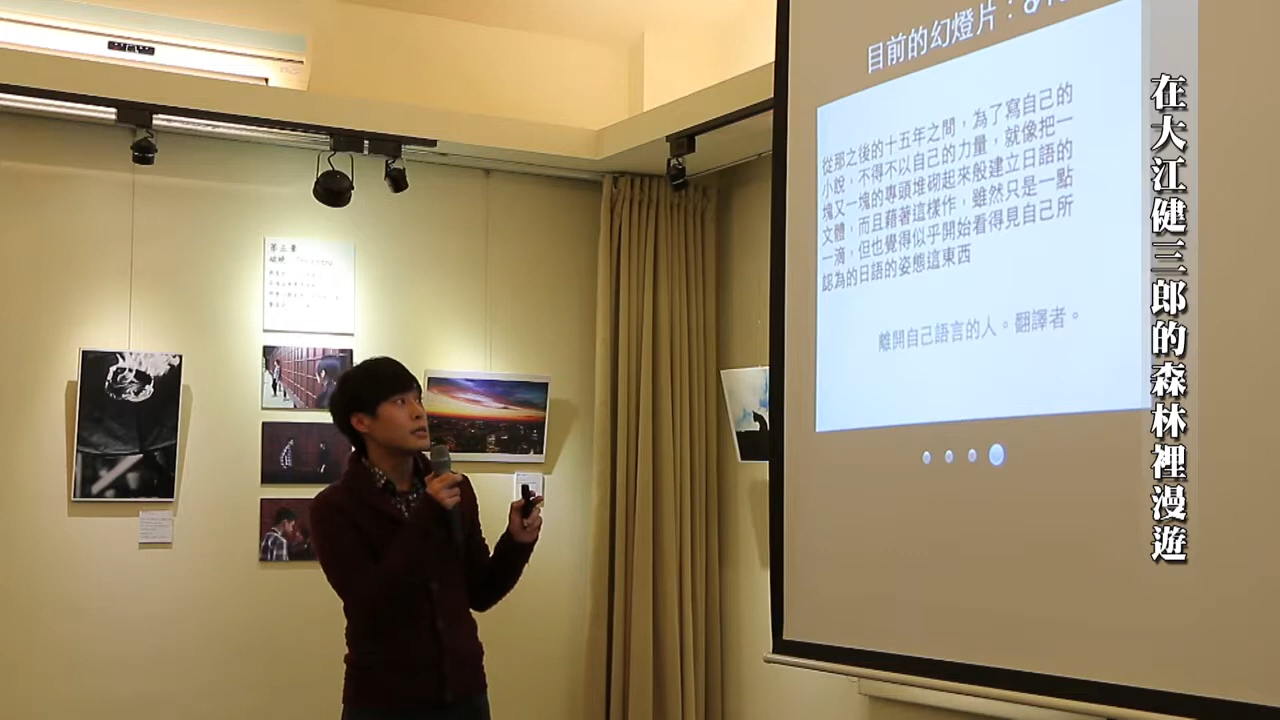 目前的幻燈片：
從那之後的十五年之間，為了寫自己的
小說，不得不以自己的力量，就像把一
塊又一塊的專頭堆砌起來般建立日語的
文體，而且藉著這樣作，雖然只是一點
一滴，但也覺得似乎開始看得見自己所
認為的日語的姿態這東西
離開自己語言的人。翻譯者。
在大江健三郎的森林裡漫遊
第三章